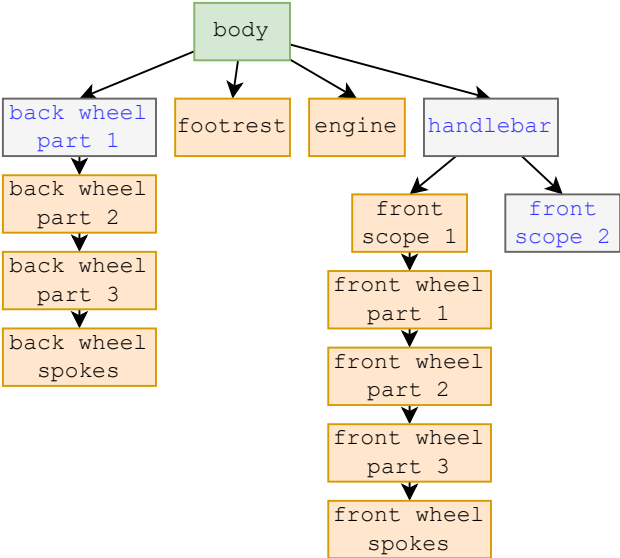 body
back wheel
part 1
footrest
engine
handlebar
back wheel
part 2
front
scope 1
front
scope 2
back wheel
part 3
front wheel
part 1
back wheel
spokes
front wheel
part 2
front wheel
part 3
front wheel
spokes